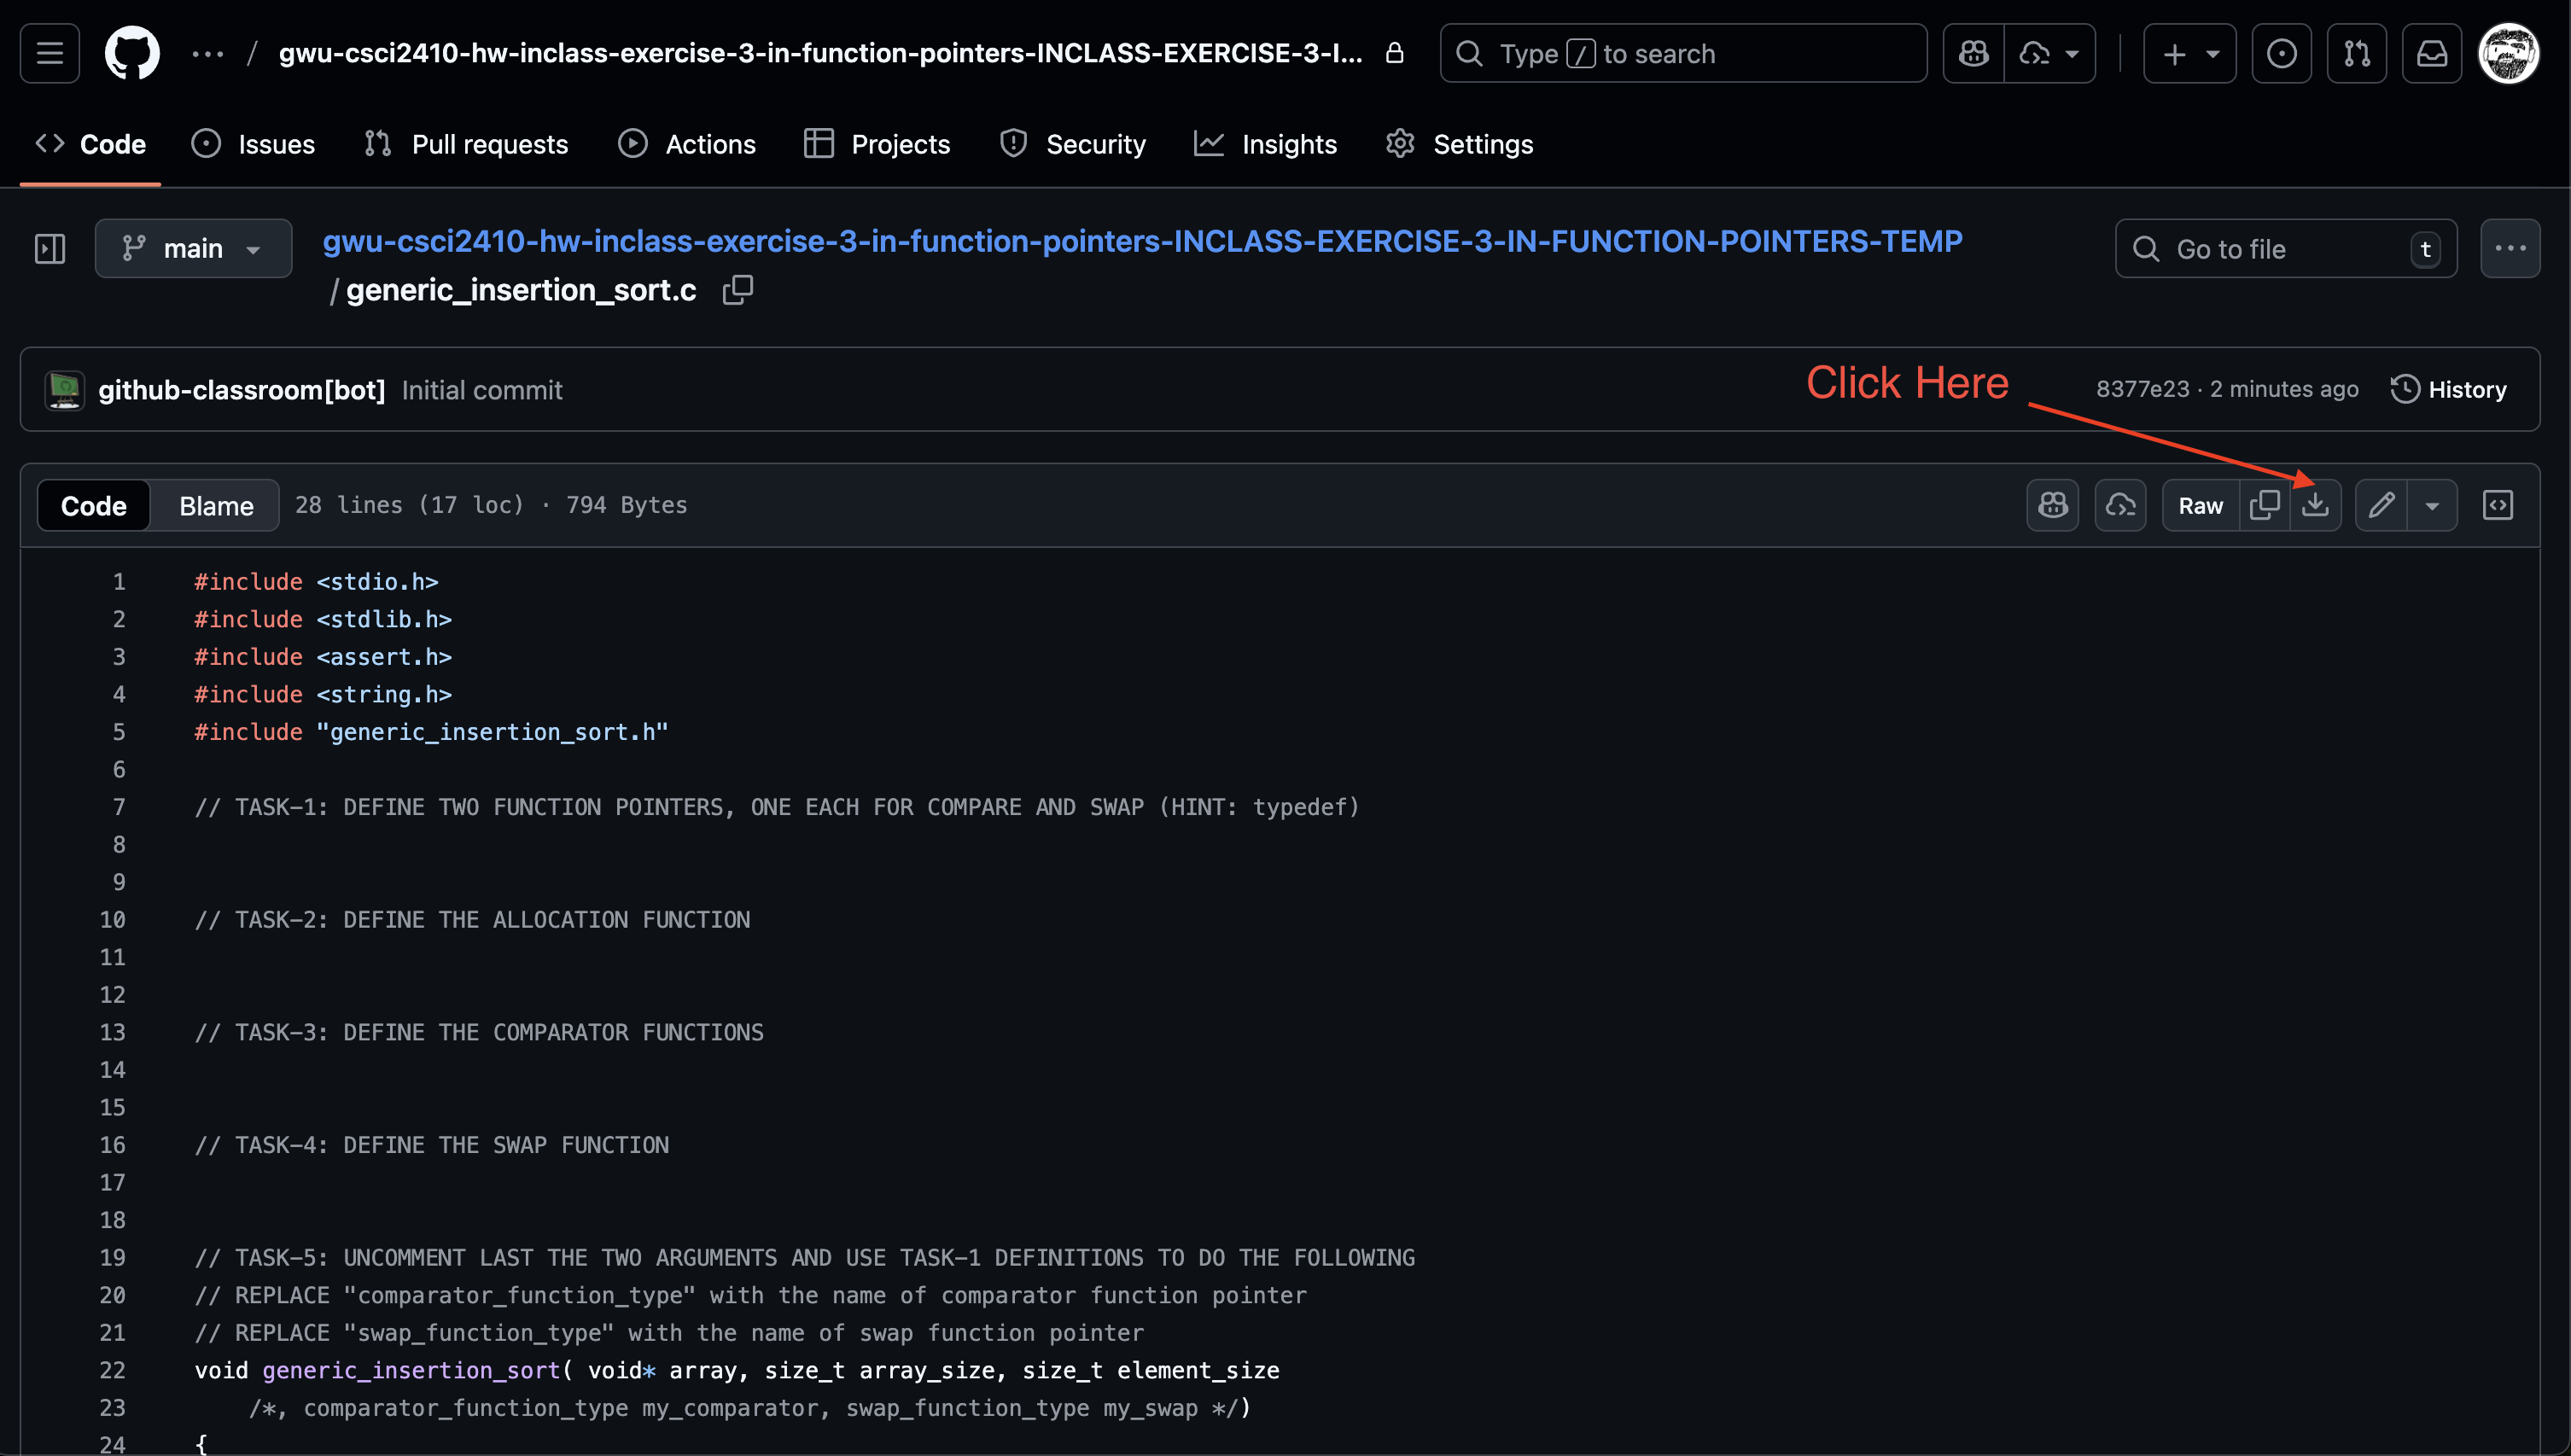 / gwu-csci2410-hw-inclass-exercise-3-in-function-pointers-INCLASS-EXERCISE-3-I...
Type / to search
Code Issues Pull requests Actions Projects Security Insights Settings
main gwu-csci2410-hw-inclass-exercise-3-in-function-pointers-INCLASS-EXERCISE-3-IN-FUNCTION-POINTERS-TEMP
/ generic_insertion_sort.c
Go to file t
github-classroom[bot] Initial commit
Click Here
8377e23 · 2 minutes ago History
Code Blame 28 lines (17 loc) · 794 Bytes Raw
1 #include <stdio.h>
2 #include <stdlib.h>
3 #include <assert.h>
4 #include <string.h>
5 #include "generic_insertion_sort.h"
6
7 // TASK-1: DEFINE TWO FUNCTION POINTERS, ONE EACH FOR COMPARE AND SWAP (HINT: typedef)
8
9
10 // TASK-2: DEFINE THE ALLOCATION FUNCTION
11
12
13 // TASK-3: DEFINE THE COMPARATOR FUNCTIONS
14
15
16 // TASK-4: DEFINE THE SWAP FUNCTION
17
18
19 // TASK-5: UNCOMMENT LAST THE TWO ARGUMENTS AND USE TASK-1 DEFINITIONS TO DO THE FOLLOWING
20 // REPLACE "comparator_function_type" with the name of comparator function pointer
21 // REPLACE "swap_function_type" with the name of swap function pointer
22 void generic_insertion_sort( void* array, size_t array_size, size_t element_size
23 /*, comparator_function_type my_comparator, swap_function_type my_swap */)
24 {